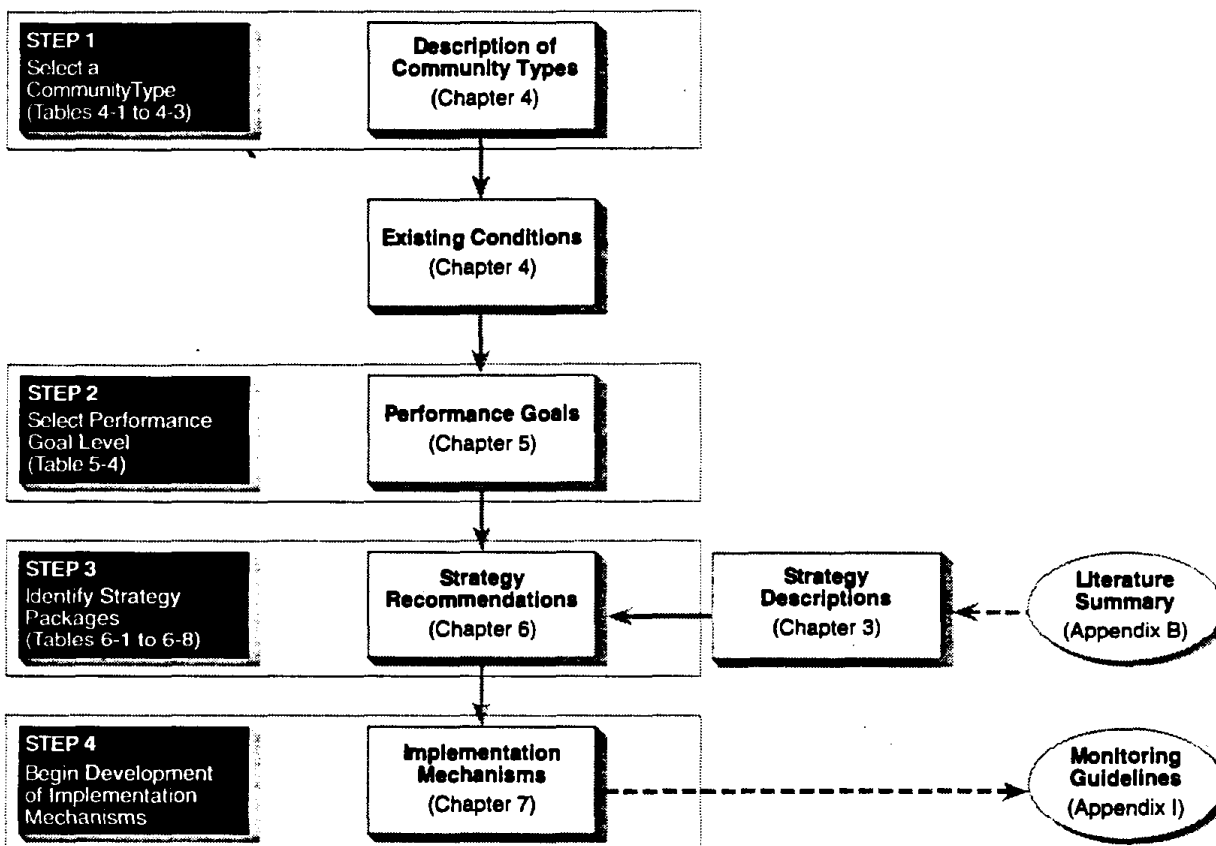 STEP 1
Select a
CommunityType
(Tables 4-1 to 4-3)
Description of
Community Types
(Chapter 4)
Existing Conditions
(Chapter 4)
STEP 2
Select Performance
Goal Level
(Table 5-4)
Performance Goals
(Chapter 5)
STEP 3
Identify Strategy
Packages
(Tables 6-1 to 6-8)
Strategy
Recommendations
(Chapter 6)
Strategy
Descriptions
(Chapter 3)
Literature
Summary
(Appendix B)
STEP 4
Begin Development
of Implementation
Mechanisms
Implementation
Mechanisms
(Chapter 7)
Monitoring
Guidelines
(Appendix I)